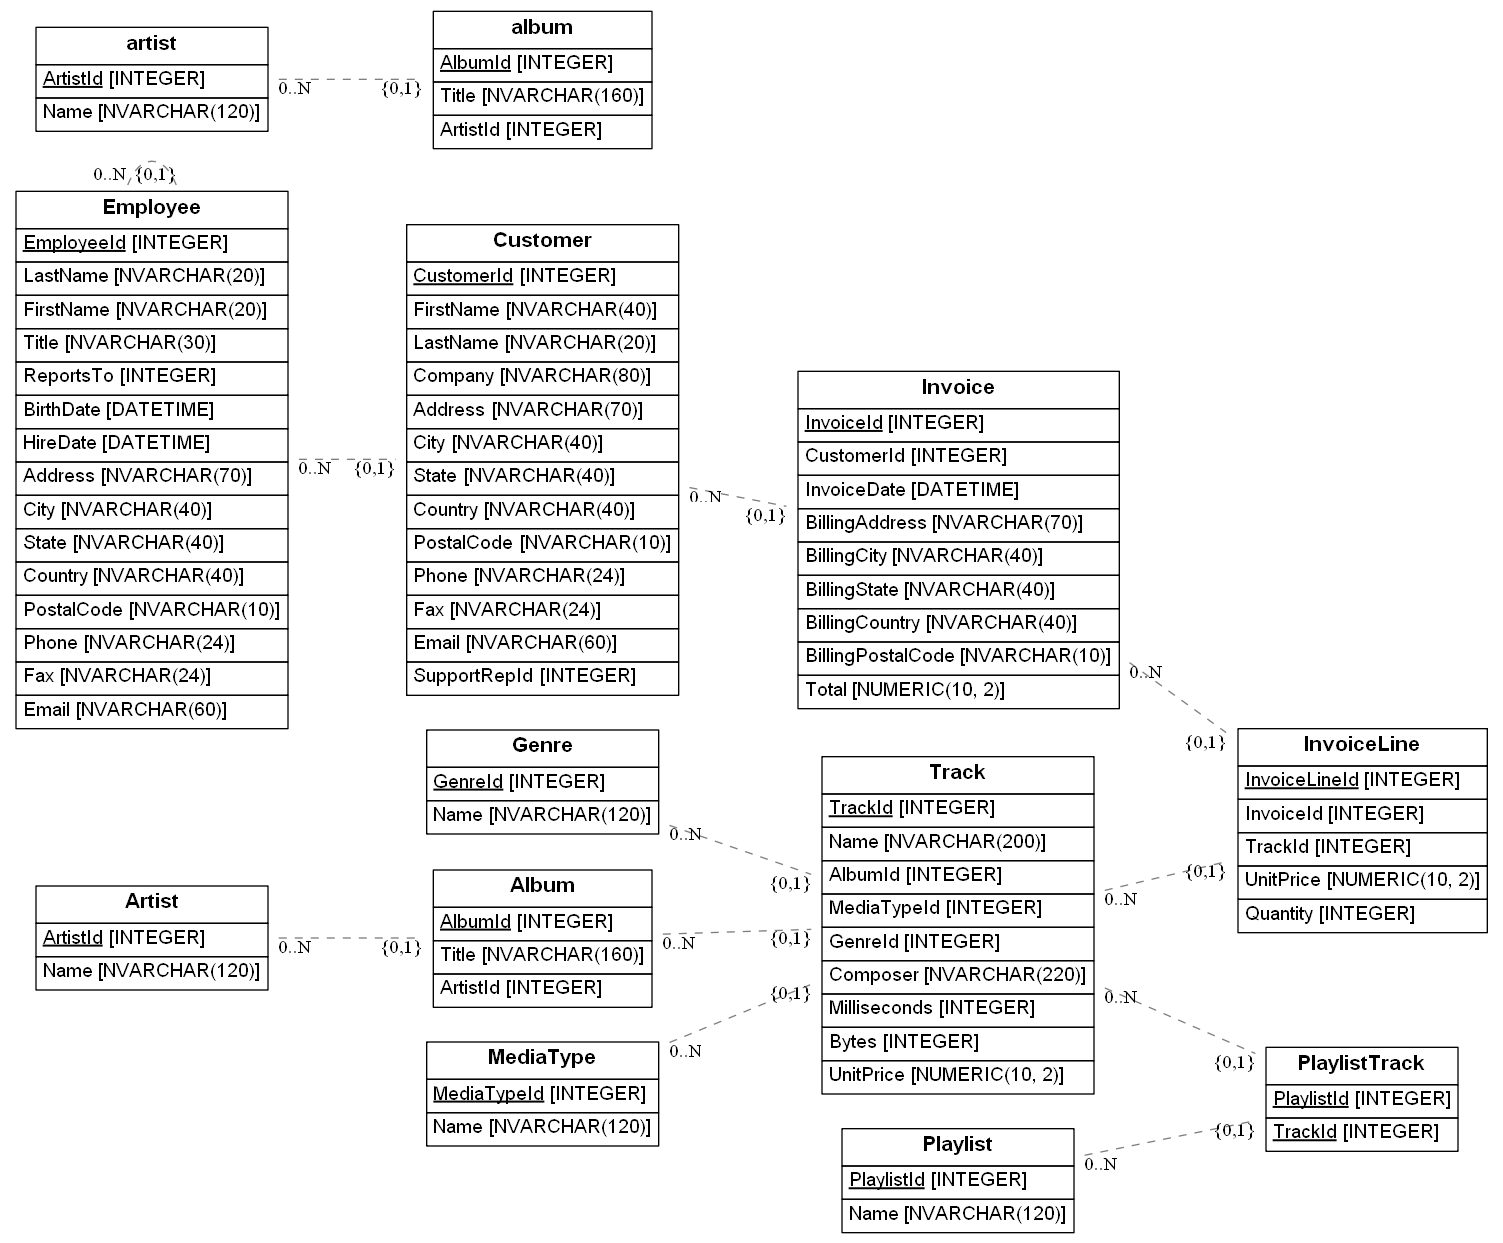 artist
ArtistId [INTEGER]
Name [NVARCHAR(120)]
0..N
{0,1}
album
AlbumId [INTEGER]
Title [NVARCHAR(160)]
ArtistId [INTEGER]
0..N
{0,1}
Employee
EmployeeId [INTEGER]
LastName [NVARCHAR(20)]
FirstName [NVARCHAR(20)]
Title [NVARCHAR(30)]
ReportsTo [INTEGER]
BirthDate [DATETIME]
HireDate [DATETIME]
Address [NVARCHAR(70)]
City [NVARCHAR(40)]
State [NVARCHAR(40)]
Country [NVARCHAR(40)]
PostalCode [NVARCHAR(10)]
Phone [NVARCHAR(24)]
Fax [NVARCHAR(24)]
Email [NVARCHAR(60)]
0..N
{0,1}
Customer
CustomerId [INTEGER]
FirstName [NVARCHAR(40)]
LastName [NVARCHAR(20)]
Company [NVARCHAR(80)]
Address [NVARCHAR(70)]
City [NVARCHAR(40)]
State [NVARCHAR(40)]
Country [NVARCHAR(40)]
PostalCode [NVARCHAR(10)]
Phone [NVARCHAR(24)]
Fax [NVARCHAR(24)]
Email [NVARCHAR(60)]
SupportRepId [INTEGER]
0..N
{0,1}
Invoice
InvoiceId [INTEGER]
CustomerId [INTEGER]
InvoiceDate [DATETIME]
BillingAddress [NVARCHAR(70)]
BillingCity [NVARCHAR(40)]
BillingState [NVARCHAR(40)]
BillingCountry [NVARCHAR(40)]
BillingPostalCode [NVARCHAR(10)]
Total [NUMERIC(10, 2)]
0..N
{0,1}
InvoiceLine
InvoiceLineId [INTEGER]
InvoiceId [INTEGER]
TrackId [INTEGER]
UnitPrice [NUMERIC(10, 2)]
Quantity [INTEGER]
Genre
GenreId [INTEGER]
Name [NVARCHAR(120)]
0..N
{0,1}
Artist
ArtistId [INTEGER]
Name [NVARCHAR(120)]
0..N
{0,1}
Album
AlbumId [INTEGER]
Title [NVARCHAR(160)]
ArtistId [INTEGER]
0..N
{0,1}
MediaType
MediaTypeId [INTEGER]
Name [NVARCHAR(120)]
0..N
{0,1}
Track
TrackId [INTEGER]
Name [NVARCHAR(200)]
AlbumId [INTEGER]
MediaTypeId [INTEGER]
GenreId [INTEGER]
Composer [NVARCHAR(220)]
Milliseconds [INTEGER]
Bytes [INTEGER]
UnitPrice [NUMERIC(10, 2)]
0..N
{0,1}
0..N
{0,1}
PlaylistTrack
PlaylistId [INTEGER]
TrackId [INTEGER]
Playlist
PlaylistId [INTEGER]
Name [NVARCHAR(120)]
0..N
{0,1}